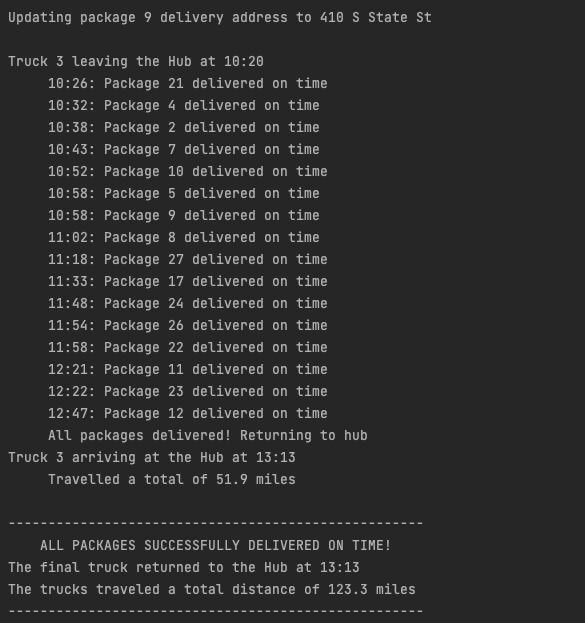 Updating package 9 delivery address to 410 S State St
Truck 3 leaving the Hub at 10:20
10:26: Package 21 delivered on time
10:32: Package 4 delivered on time
10:38: Package 2 delivered on time
10:43: Package 7 delivered on time
10:52: Package 10 delivered on time
10:58: Package 5 delivered on time
10:58: Package 9 delivered on time
11:02: Package 8 delivered on time
11:18: Package 27 delivered on time
11:33: Package 17 delivered on time
11:48: Package 24 delivered on time
11:54: Package 26 delivered on time
11:58: Package 22 delivered on time
12:21: Package 11 delivered on time
12:22: Package 23 delivered on time
12:47: Package 12 delivered on time
All packages delivered! Returning to hub
Truck 3 arriving at the Hub at 13:13
Travelled a total of 51.9 miles
----------------------------------------------------
ALL PACKAGES SUCCESSFULLY DELIVERED ON TIME!
The final truck returned to the Hub at 13:13
The trucks traveled a total distance of 123.3 miles
----------------------------------------------------